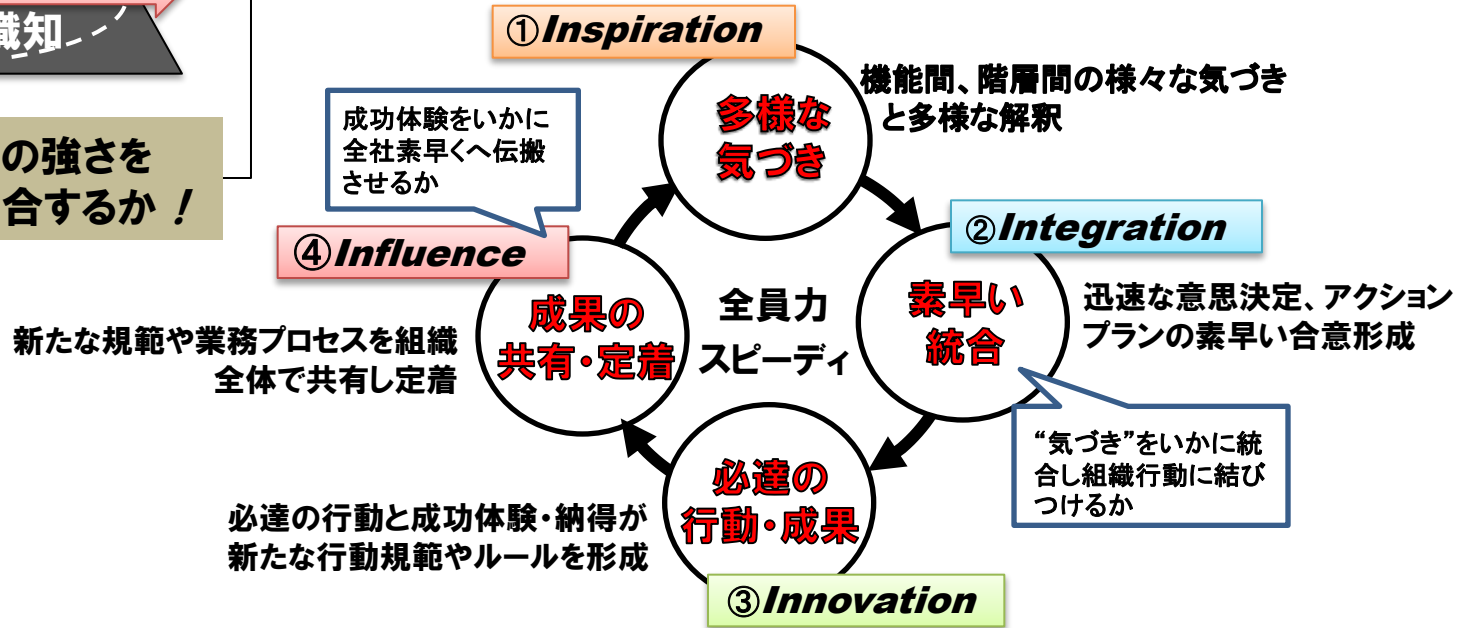 織知
の強さを
合するか！
①Inspiration
多様な
気づき
機能間、階層間の様々な気づき
と多様な解釈
成功体験をいかに
全社素早くへ伝搬
させるか
②Integration
素早い
統合
迅速な意思決定、アクション
プランの素早い合意形成
“気づき”をいかに統
合し組織行動に結び
つけるか
④Influence
成果の
共有・定着
新たな規範や業務プロセスを組織
全体で共有し定着
全員力
スピーディ
必達の
行動・成果
必達の行動と成功体験・納得が
新たな行動規範やルールを形成
③Innovation